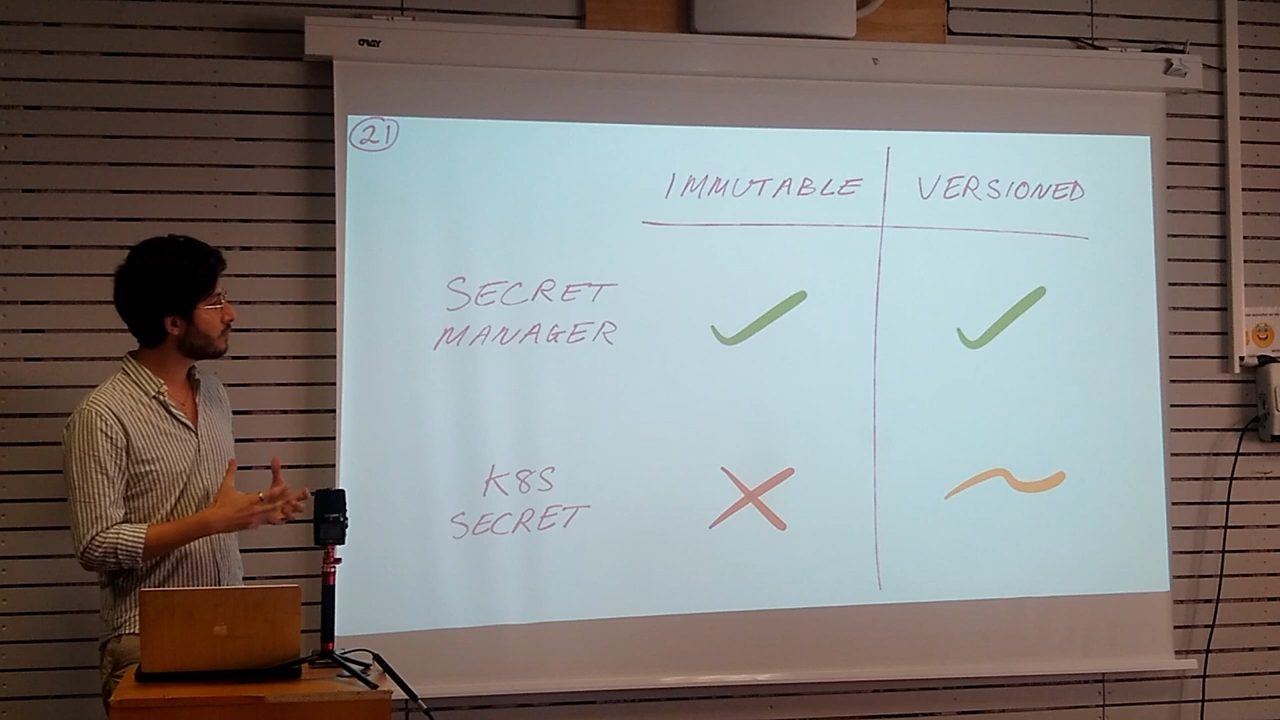 21
IMMUTABLE VERSIONED
SECRET
MANAGER
K8S
SECRET